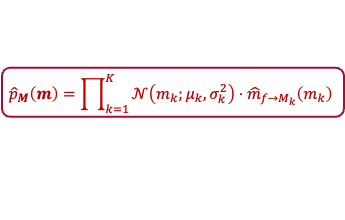 p̂_𝑴(𝒎) = ∏_{k=1}^{K} 𝒩(m_k; μ_k, σ_k^2) · m̂_{f→M_k}(m_k)